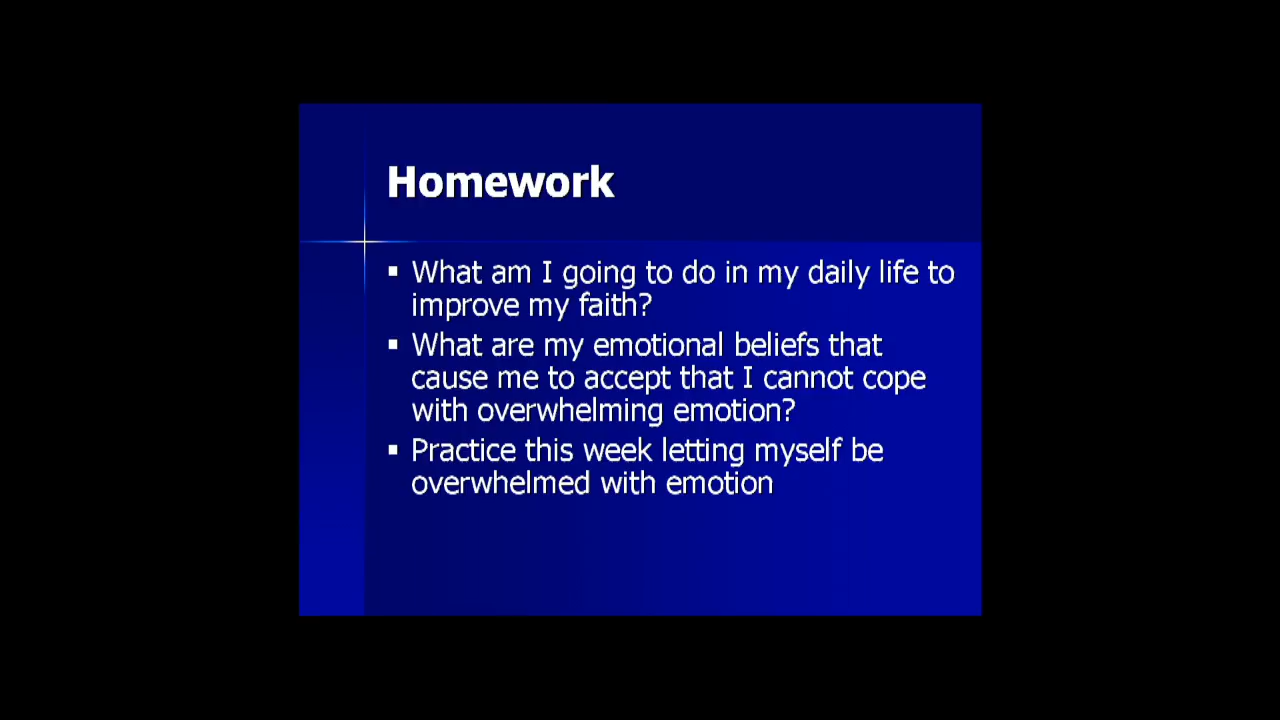 Homework
▪ What am I going to do in my daily life to
improve my faith?
▪ What are my emotional beliefs that
cause me to accept that I cannot cope
with overwhelming emotion?
▪ Practice this week letting myself be
overwhelmed with emotion